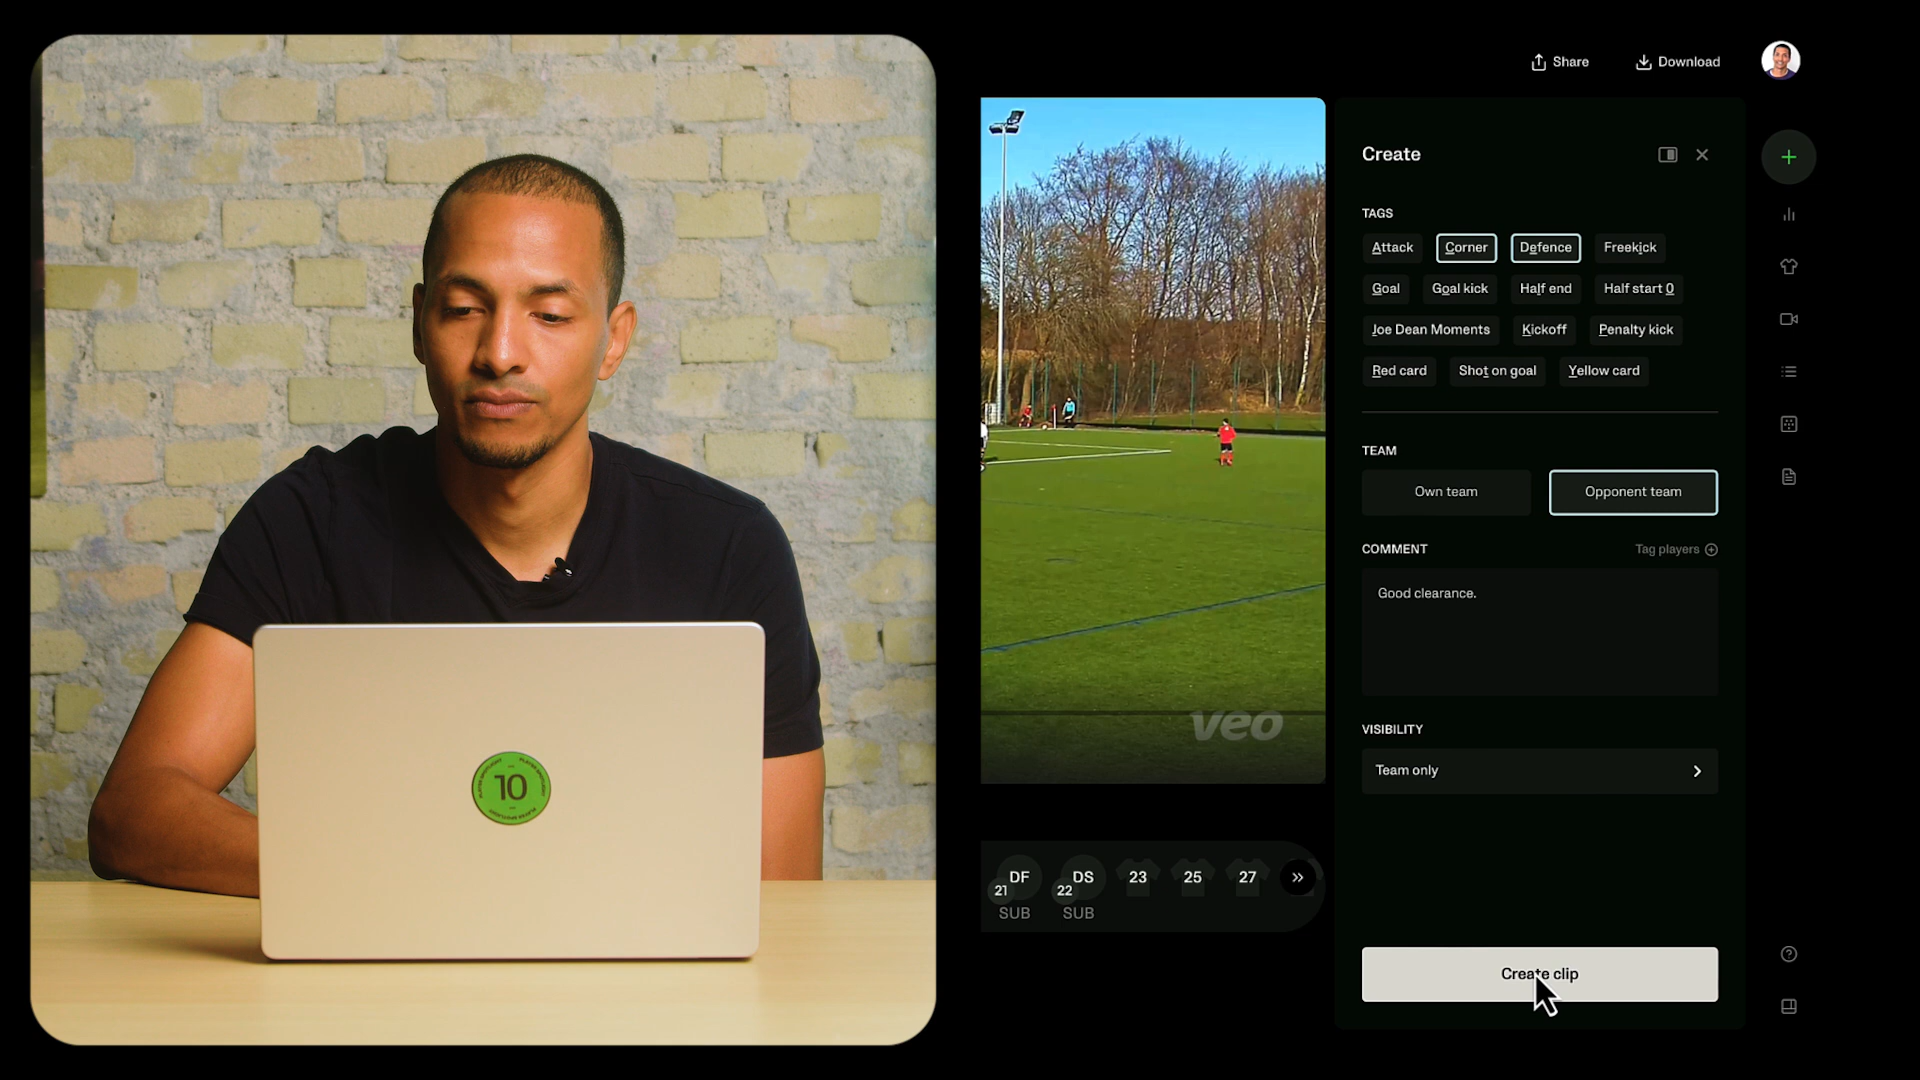 Share
Download
Create
TAGS
Attack
Corner
Defence
Freekick
Goal
Goal kick
Half end
Half start 0
Joe Dean Moments
Kickoff
Penalty kick
Red card
Shot on goal
Yellow card
TEAM
Own team
Opponent team
COMMENT
Tag players
Good clearance.
VISIBILITY
Team only
Create clip
veo
DF
21
SUB
DS
22
SUB
23
25
27
PLAYER SPOTLIGHT
10